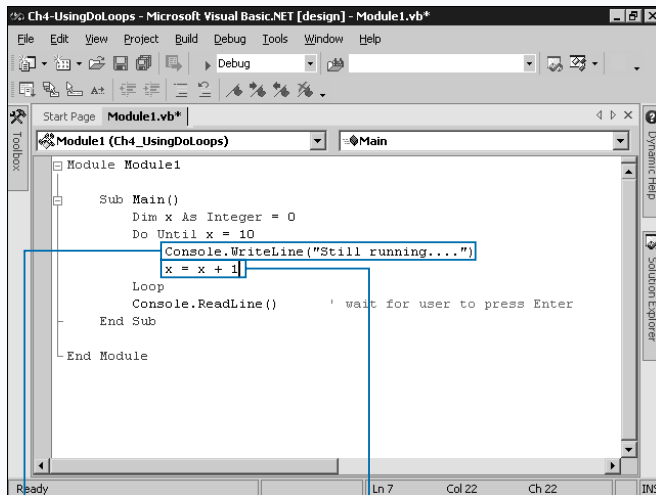 Ch4-UsingDoLoops - Microsoft Visual Basic.NET [design] - Module1.vb*
File Edit View Project Build Debug Tools Window Help
Debug
Start Page Module1.vb*
Module1 (Ch4_UsingDoLoops) Main
Toolbox
Dynamic Help
Solution Explorer
Module Module1
Sub Main()
Dim x As Integer = 0
Do Until x = 10
Console.WriteLine("Still running....")
x = x + 1
Loop
Console.ReadLine() ' wait for user to press Enter
End Sub
End Module
Ready Ln 7 Col 22 Ch 22 INS